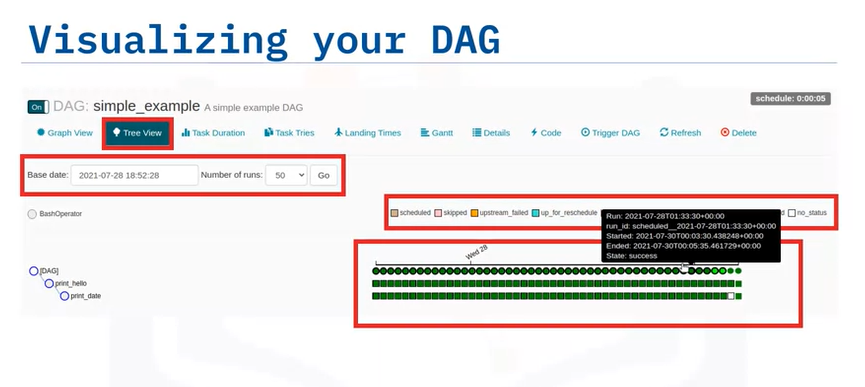 Visualizing your DAG
On DAG: simple_example A simple example DAG schedule: 0:00:05
Graph View Tree View Task Duration Task Tries Landing Times Gantt Details Code Trigger DAG Refresh Delete
Base date: 2021-07-28 18:52:28 Number of runs: 50 Go
BashOperator scheduled skipped upstream_failed up_for_reschedule d no_status
Run: 2021-07-28T01:33:30+00:00
run_id: scheduled__2021-07-28T01:33:30+00:00
Started: 2021-07-30T00:03:30.438248+00:00
Ended: 2021-07-30T00:05:35.461729+00:00
State: success
Wed 28
[DAG]
print_hello
print_date